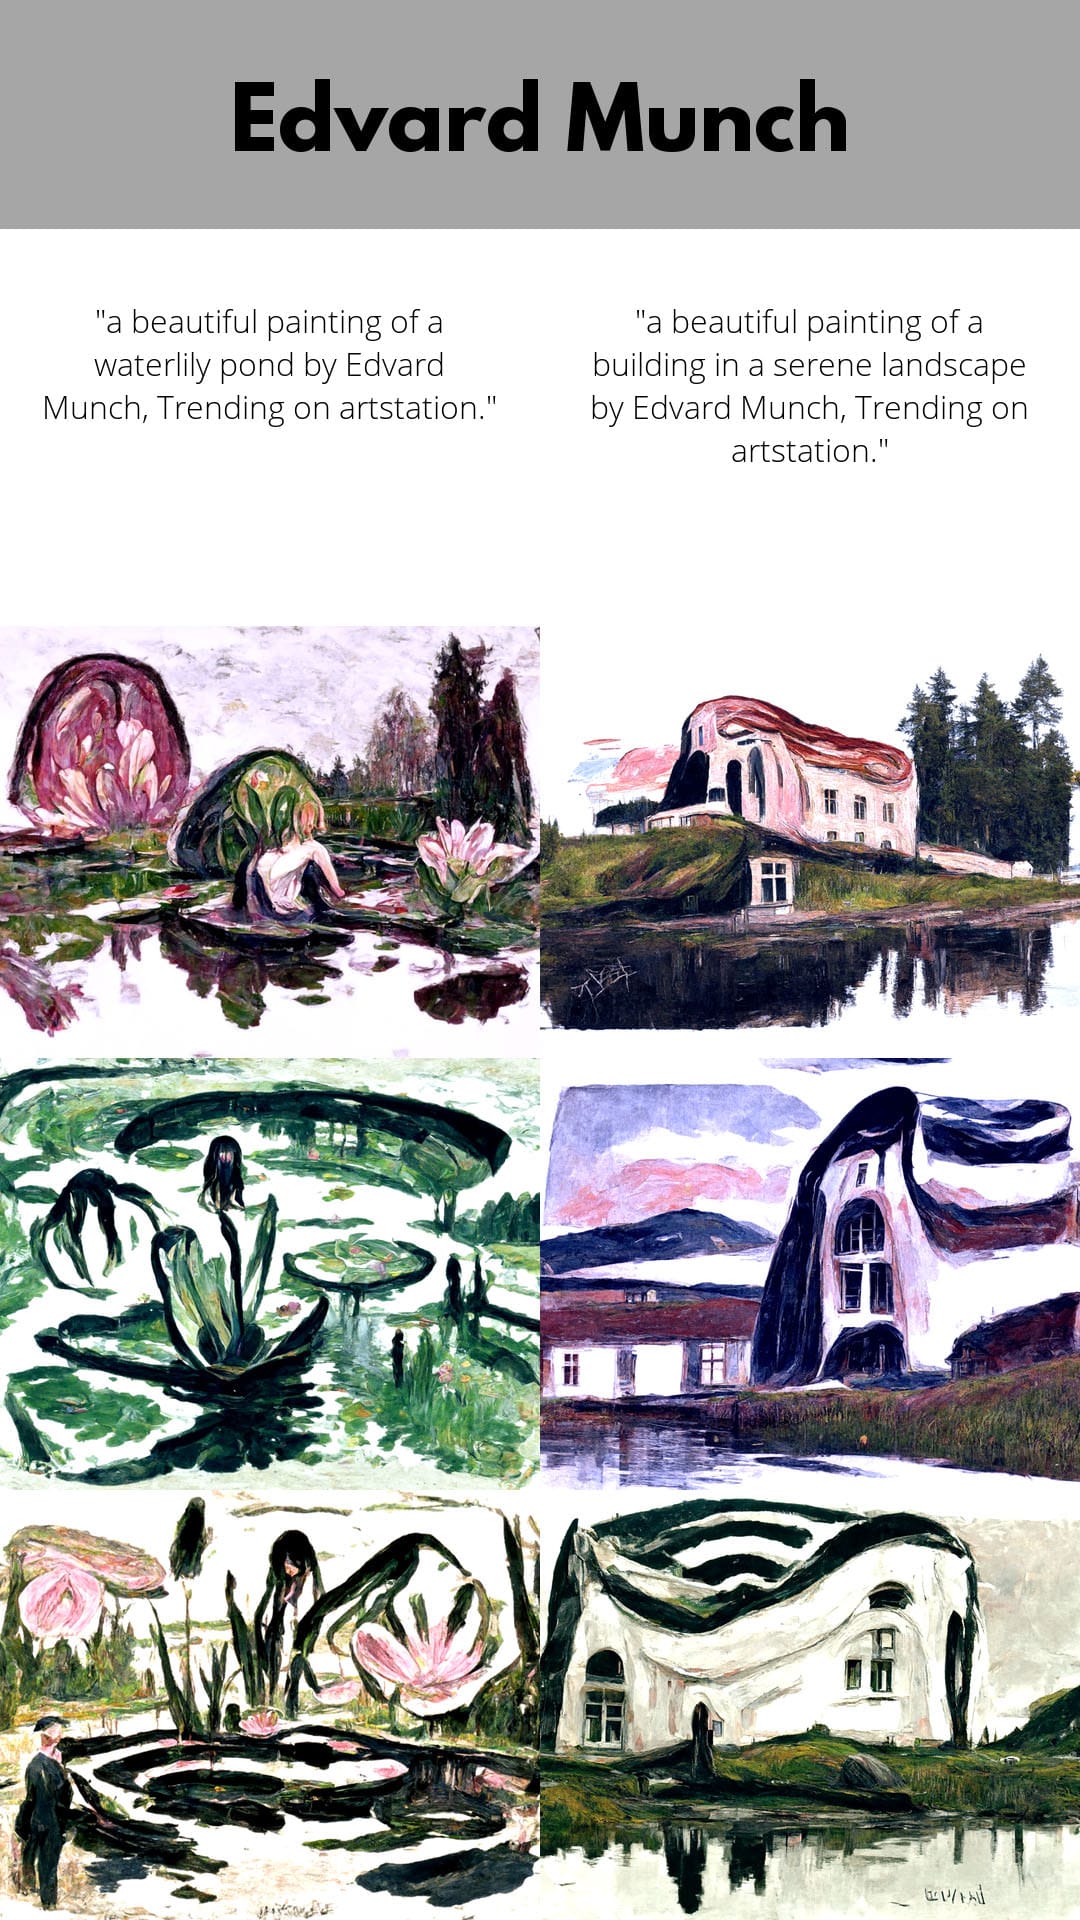 Edvard Munch
"a beautiful painting of a
waterlily pond by Edvard
Munch, Trending on artstation."
"a beautiful painting of a
building in a serene landscape
by Edvard Munch, Trending on
artstation."